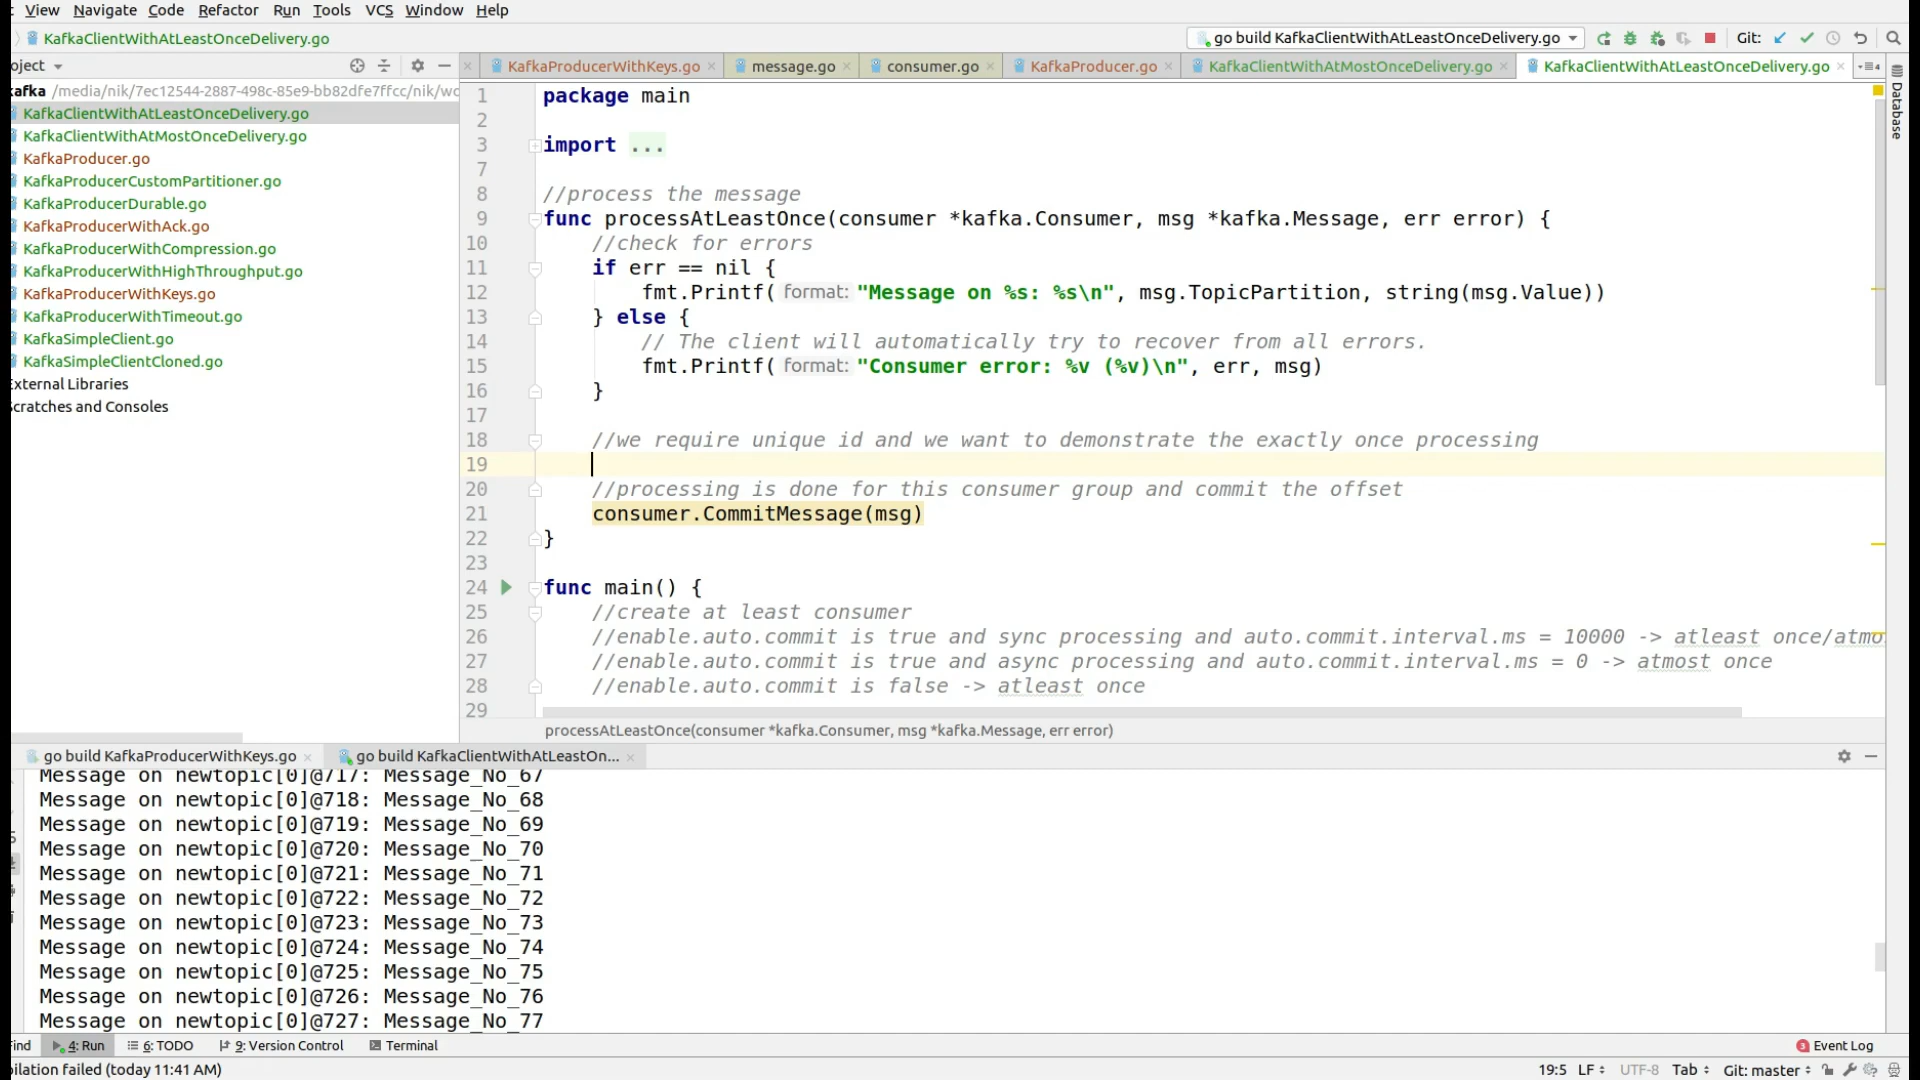 View Navigate Code Refactor Run Tools VCS Window Help
KafkaClientWithAtLeastOnceDelivery.go
go build KafkaClientWithAtLeastOnceDelivery.go
Git:
oject
KafkaProducerWithKeys.go message.go consumer.go KafkaProducer.go KafkaClientWithAtMostOnceDelivery.go KafkaClientWithAtLeastOnceDelivery.go
kafka /media/nik/7ec12544-2887-498c-85e9-bb82dfe7ffcc/nik/wo
KafkaClientWithAtLeastOnceDelivery.go
KafkaClientWithAtMostOnceDelivery.go
KafkaProducer.go
KafkaProducerCustomPartitioner.go
KafkaProducerDurable.go
KafkaProducerWithAck.go
KafkaProducerWithCompression.go
KafkaProducerWithHighThroughput.go
KafkaProducerWithKeys.go
KafkaProducerWithTimeout.go
KafkaSimpleClient.go
KafkaSimpleClientCloned.go
External Libraries
Scratches and Consoles
1 package main
2
3 import ...
7
8 //process the message
9 func processAtLeastOnce(consumer *kafka.Consumer, msg *kafka.Message, err error) {
10 //check for errors
11 if err == nil {
12 fmt.Printf( format: "Message on %s: %s\n", msg.TopicPartition, string(msg.Value))
13 } else {
14 // The client will automatically try to recover from all errors.
15 fmt.Printf( format: "Consumer error: %v (%v)\n", err, msg)
16 }
17
18 //we require unique id and we want to demonstrate the exactly once processing
19
20 //processing is done for this consumer group and commit the offset
21 consumer.CommitMessage(msg)
22 }
23
24 func main() {
25 //create at least consumer
26 //enable.auto.commit is true and sync processing and auto.commit.interval.ms = 10000 -> atleast once/atmo
27 //enable.auto.commit is true and async processing and auto.commit.interval.ms = 0 -> atmost once
28 //enable.auto.commit is false -> atleast once
29
processAtLeastOnce(consumer *kafka.Consumer, msg *kafka.Message, err error)
Database
go build KafkaProducerWithKeys.go go build KafkaClientWithAtLeastOn...
Message on newtopic[0]@717: Message_No_67
Message on newtopic[0]@718: Message_No_68
Message on newtopic[0]@719: Message_No_69
Message on newtopic[0]@720: Message_No_70
Message on newtopic[0]@721: Message_No_71
Message on newtopic[0]@722: Message_No_72
Message on newtopic[0]@723: Message_No_73
Message on newtopic[0]@724: Message_No_74
Message on newtopic[0]@725: Message_No_75
Message on newtopic[0]@726: Message_No_76
Message on newtopic[0]@727: Message_No_77
ind 4: Run 6: TODO 9: Version Control Terminal 3 Event Log
pilation failed (today 11:41 AM) 19:5 LF UTF-8 Tab Git: master